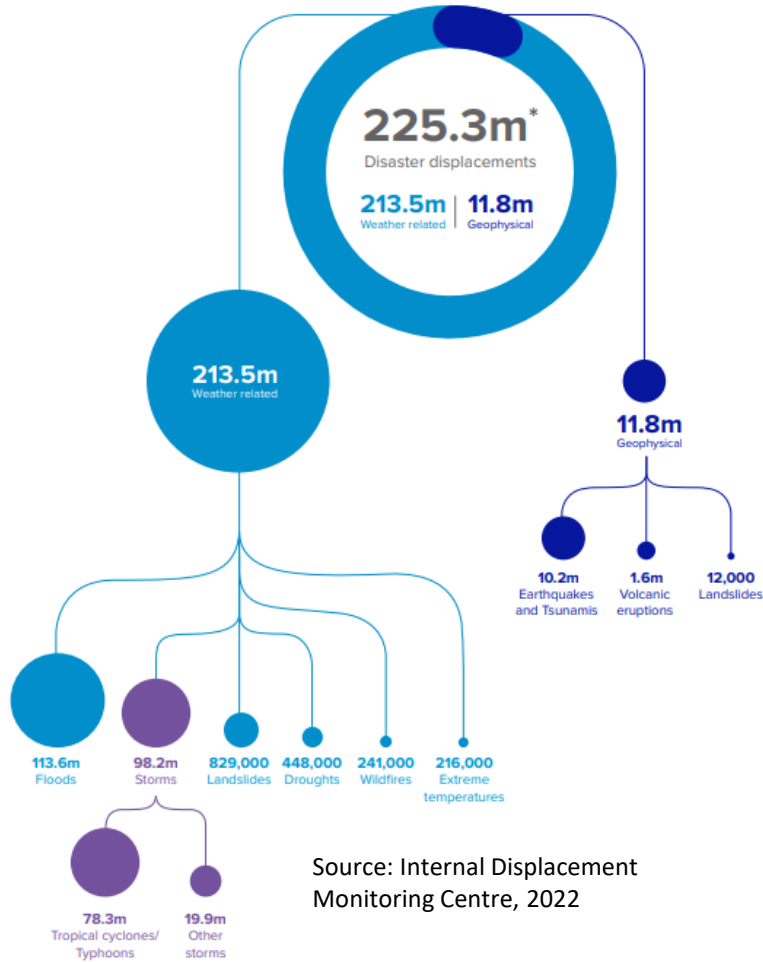 225.3m*
Disaster displacements
213.5m | 11.8m
Weather related Geophysical
213.5m
Weather related
11.8m
Geophysical
10.2m
Earthquakes
and Tsunamis
1.6m
Volcanic
eruptions
12,000
Landslides
113.6m
Floods
98.2m
Storms
829,000
Landslides
448,000
Droughts
241,000
Wildfires
216,000
Extreme
temperatures
78.3m
Tropical cyclones/
Typhoons
19.9m
Other
storms
Source: Internal Displacement
Monitoring Centre, 2022